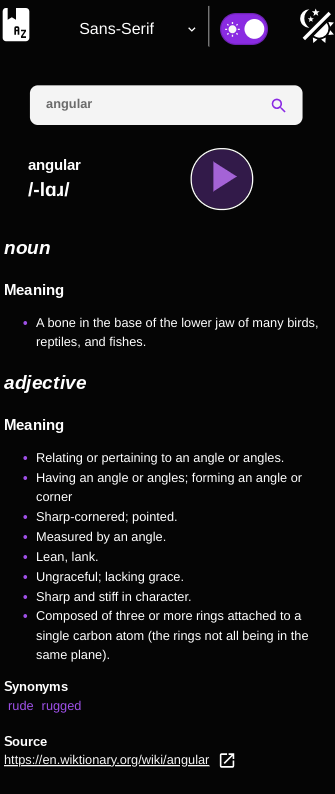 AZ
Sans-Serif
angular
angular
/-lɑɹ/
noun
Meaning
A bone in the base of the lower jaw of many birds,
reptiles, and fishes.
adjective
Meaning
Relating or pertaining to an angle or angles.
Having an angle or angles; forming an angle or
corner
Sharp-cornered; pointed.
Measured by an angle.
Lean, lank.
Ungraceful; lacking grace.
Sharp and stiff in character.
Composed of three or more rings attached to a
single carbon atom (the rings not all being in the
same plane).
Synonyms
rude rugged
Source
https://en.wiktionary.org/wiki/angular